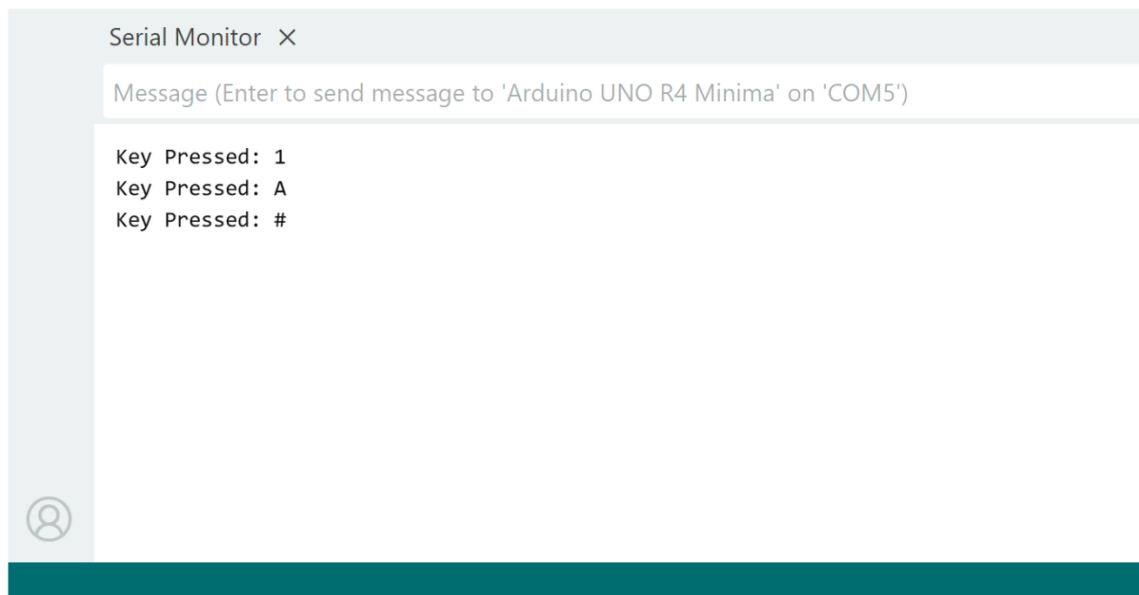 Serial Monitor
Message (Enter to send message to 'Arduino UNO R4 Minima' on 'COM5')
Key Pressed: 1
Key Pressed: A
Key Pressed: #